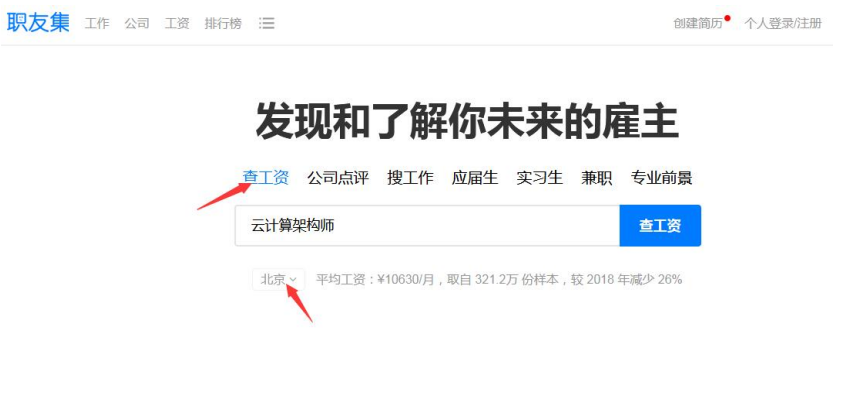 职友集 工作 公司 工资 排行榜 创建简历 个人登录/注册
发现和了解你未来的雇主
查工资 公司点评 搜工作 应届生 实习生 兼职 专业前景
云计算架构师 查工资
北京 平均工资：¥10630/月，取自 321.2万 份样本，较 2018 年减少 26%